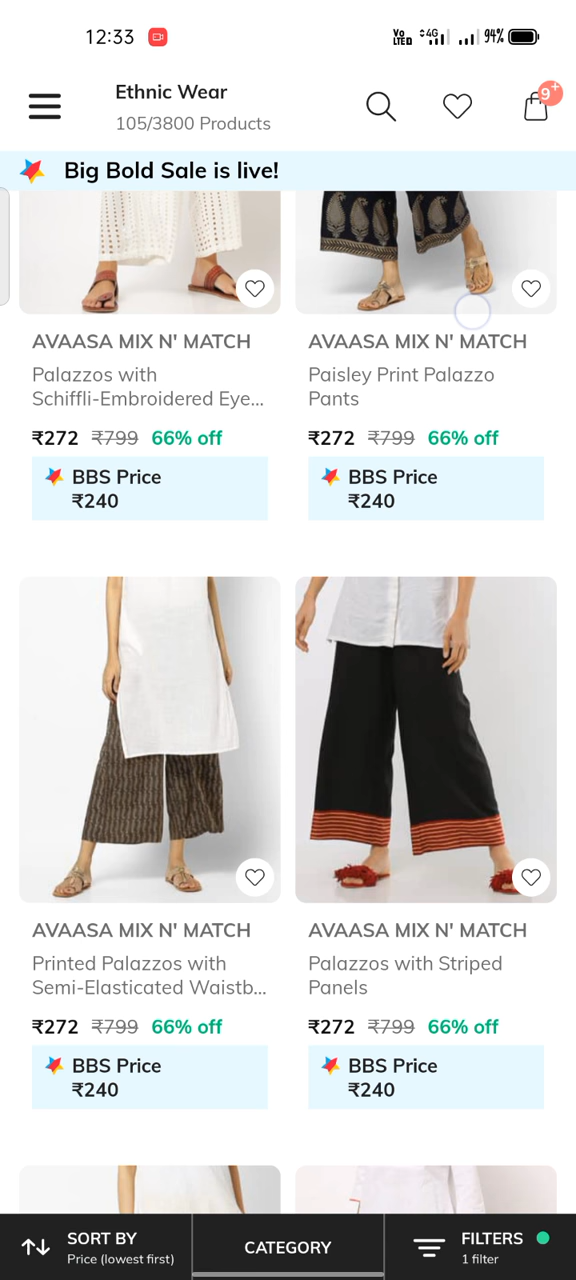 12:33
Vo LTE D
4G
94%
Ethnic Wear
105/3800 Products
9+
Big Bold Sale is live!
AVAASA MIX N' MATCH
Palazzos with
Schiffli-Embroidered Eye...
₹272 ₹799 66% off
BBS Price
₹240
AVAASA MIX N' MATCH
Paisley Print Palazzo
Pants
₹272 ₹799 66% off
BBS Price
₹240
AVAASA MIX N' MATCH
Printed Palazzos with
Semi-Elasticated Waistb...
₹272 ₹799 66% off
BBS Price
₹240
AVAASA MIX N' MATCH
Palazzos with Striped
Panels
₹272 ₹799 66% off
BBS Price
₹240
SORT BY
Price (lowest first)
CATEGORY
FILTERS
1 filter